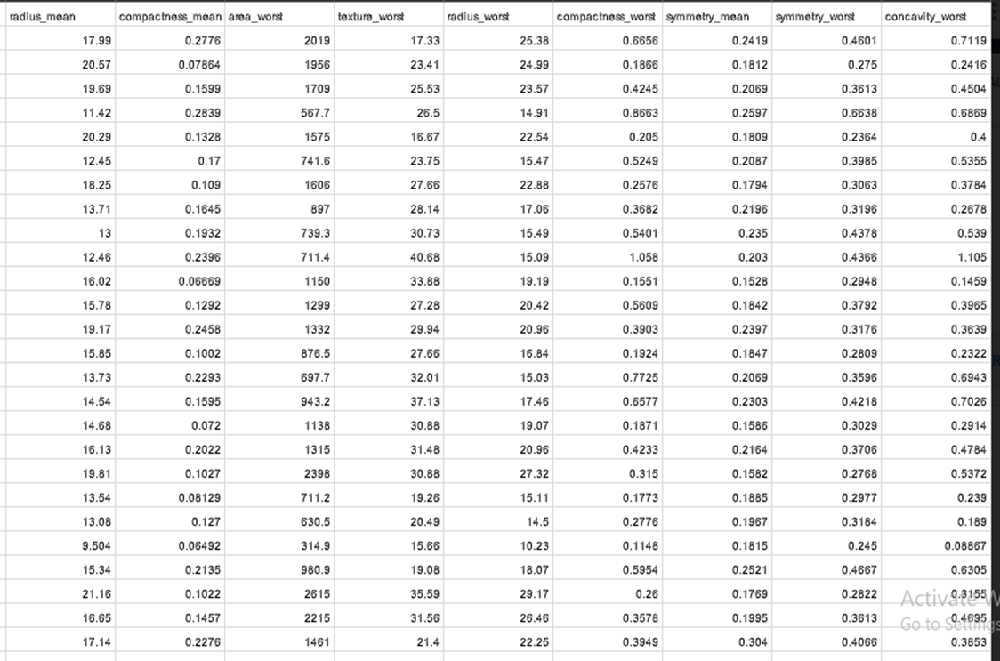 radius_mean compactness_mean area_worst texture_worst radius_worst compactness_worst symmetry_mean symmetry_worst concavity_worst
17.99 0.2776 2019 17.33 25.38 0.6656 0.2419 0.4601 0.7119
20.57 0.07864 1956 23.41 24.99 0.1866 0.1812 0.275 0.2416
19.69 0.1599 1709 25.53 23.57 0.4245 0.2069 0.3613 0.4504
11.42 0.2839 567.7 26.5 14.91 0.8663 0.2597 0.6638 0.6869
20.29 0.1328 1575 16.67 22.54 0.205 0.1809 0.2364 0.4
12.45 0.17 741.6 23.75 15.47 0.5249 0.2087 0.3985 0.5355
18.25 0.109 1606 27.66 22.88 0.2576 0.1794 0.3063 0.3784
13.71 0.1645 897 28.14 17.06 0.3682 0.2196 0.3196 0.2678
13 0.1932 739.3 30.73 15.49 0.5401 0.235 0.4378 0.539
12.46 0.2396 711.4 40.68 15.09 1.058 0.203 0.4366 1.105
16.02 0.06669 1150 33.88 19.19 0.1551 0.1528 0.2948 0.1459
15.78 0.1292 1299 27.28 20.42 0.5609 0.1842 0.3792 0.3965
19.17 0.2458 1332 29.94 20.96 0.3903 0.2397 0.3176 0.3639
15.85 0.1002 876.5 27.66 16.84 0.1924 0.1847 0.2809 0.2322
13.73 0.2293 697.7 32.01 15.03 0.7725 0.2069 0.3596 0.6943
14.54 0.1595 943.2 37.13 17.46 0.6577 0.2303 0.4218 0.7026
14.68 0.072 1138 30.88 19.07 0.1871 0.1586 0.3029 0.2914
16.13 0.2022 1315 31.48 20.96 0.4233 0.2164 0.3706 0.4784
19.81 0.1027 2398 30.88 27.32 0.315 0.1582 0.2768 0.5372
13.54 0.08129 711.2 19.26 15.11 0.1773 0.1885 0.2977 0.239
13.08 0.127 630.5 20.49 14.5 0.2776 0.1967 0.3184 0.189
9.504 0.06492 314.9 15.66 10.23 0.1148 0.1815 0.245 0.08867
15.34 0.2135 980.9 19.08 18.07 0.5954 0.2521 0.4667 0.6305
21.16 0.1022 2615 35.59 29.17 0.26 0.1769 0.2822 0.3155
16.65 0.1457 2215 31.56 26.46 0.3578 0.1995 0.3613 0.4695
17.14 0.2276 1461 21.4 22.25 0.3949 0.304 0.4066 0.3853
Activate W
Go to Settings